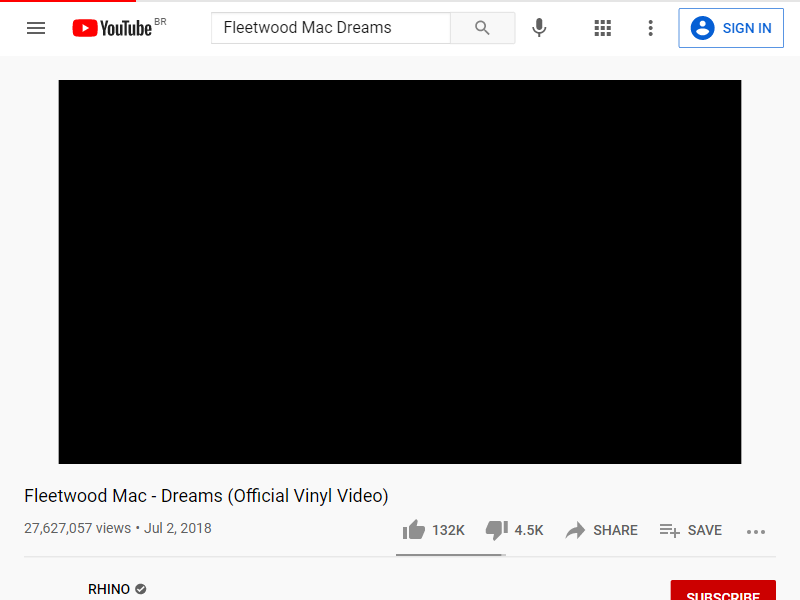 YouTube BR
Fleetwood Mac Dreams
SIGN IN
Fleetwood Mac - Dreams (Official Vinyl Video)
27,627,057 views • Jul 2, 2018
132K
4.5K
SHARE
SAVE
RHINO
SUBSCRIBE